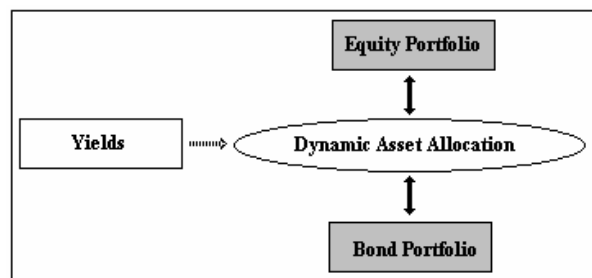 Equity Portfolio
Yields
Dynamic Asset Allocation
Bond Portfolio